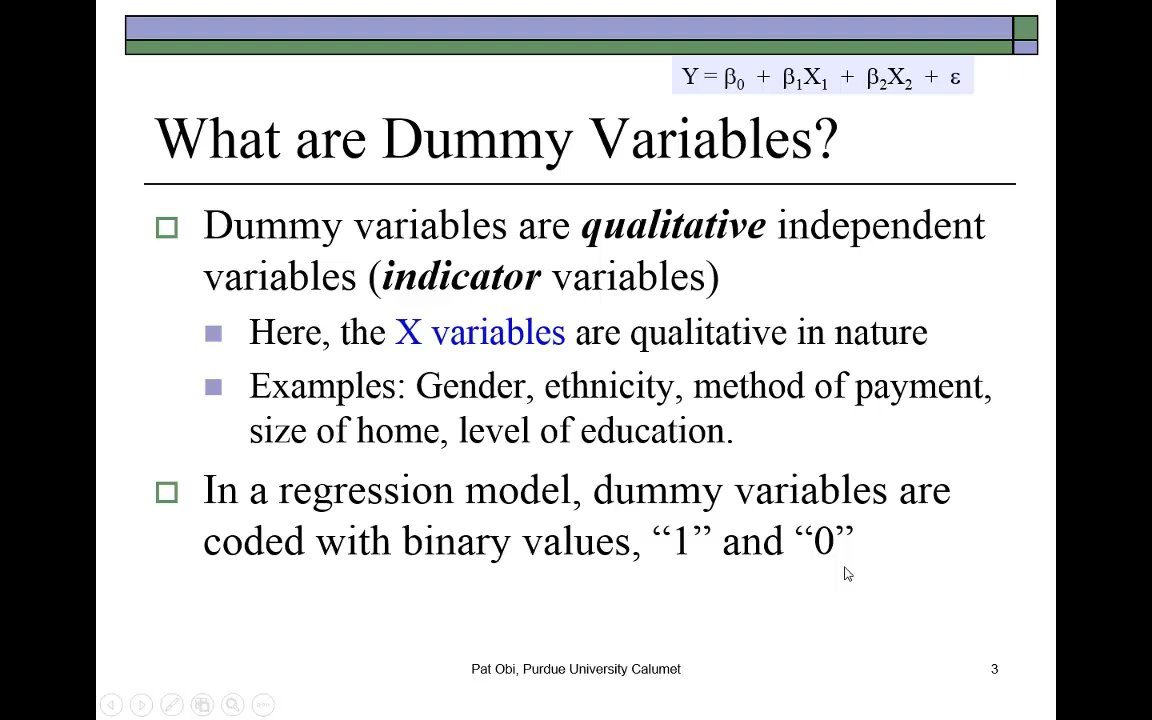 Y = β0 + β1X1 + β2X2 + ε
What are Dummy Variables?
Dummy variables are qualitative independent
variables (indicator variables)
Here, the X variables are qualitative in nature
Examples: Gender, ethnicity, method of payment,
size of home, level of education.
In a regression model, dummy variables are
coded with binary values, “1” and “0”
Pat Obi, Purdue University Calumet
3